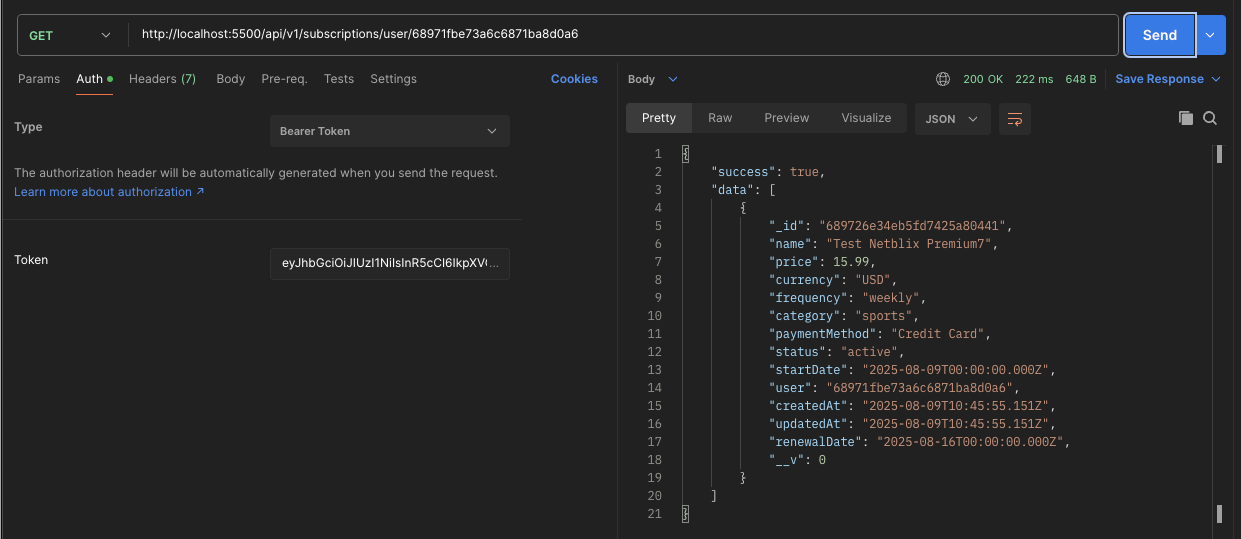 GET http://localhost:5500/api/v1/subscriptions/user/68971fbe73a6c6871ba8d0a6 Send
Params Auth Headers (7) Body Pre-req. Tests Settings Cookies
Type Bearer Token
The authorization header will be automatically generated when you send the request.
Learn more about authorization ↗
Token eyJhbGciOiJIUzI1NiIsInR5cCI6IkpXV...
Body 200 OK 222 ms 648 B Save Response
Pretty Raw Preview Visualize JSON
1 {
2 "success": true,
3 "data": [
4 {
5 "_id": "689726e34eb5fd7425a80441",
6 "name": "Test Netblix Premium7",
7 "price": 15.99,
8 "currency": "USD",
9 "frequency": "weekly",
10 "category": "sports",
11 "paymentMethod": "Credit Card",
12 "status": "active",
13 "startDate": "2025-08-09T00:00:00.000Z",
14 "user": "68971fbe73a6c6871ba8d0a6",
15 "createdAt": "2025-08-09T10:45:55.151Z",
16 "updatedAt": "2025-08-09T10:45:55.151Z",
17 "renewalDate": "2025-08-16T00:00:00.000Z",
18 "__v": 0
19 }
20 ]
21 }